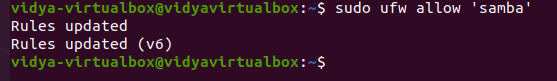 vidya-virtualbox@vidyavirtualbox:~$ sudo ufw allow 'samba'
Rules updated
Rules updated (v6)
vidya-virtualbox@vidyavirtualbox:~$